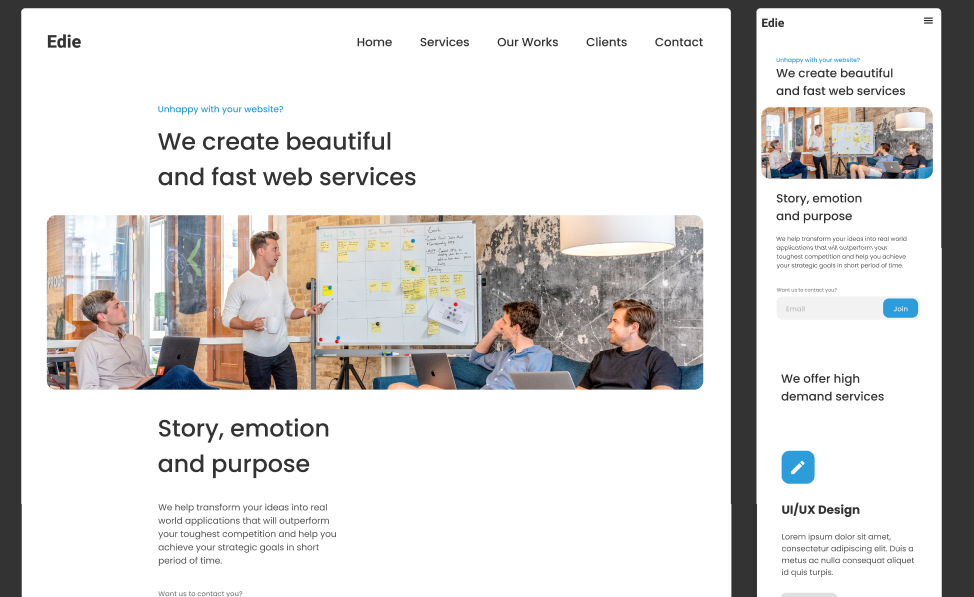 Edie
Home Services Our Works Clients Contact
Unhappy with your website?
We create beautiful
and fast web services
Story, emotion
and purpose
We help transform your ideas into real
world applications that will outperform
your toughest competition and help you
achieve your strategic goals in short
period of time.
Want us to contact you?
Edie
Unhappy with your website?
We create beautiful
and fast web services
Story, emotion
and purpose
We help transform your ideas into real world
applications that will outperform your
toughest competition and help you achieve
your strategic goals in short period of time.
Want us to contact you?
Email Join
We offer high
demand services
UI/UX Design
Lorem ipsum dolor sit amet,
consectetur adipiscing elit. Duis a
metus ac nulla consequat aliquet
id quis turpis.